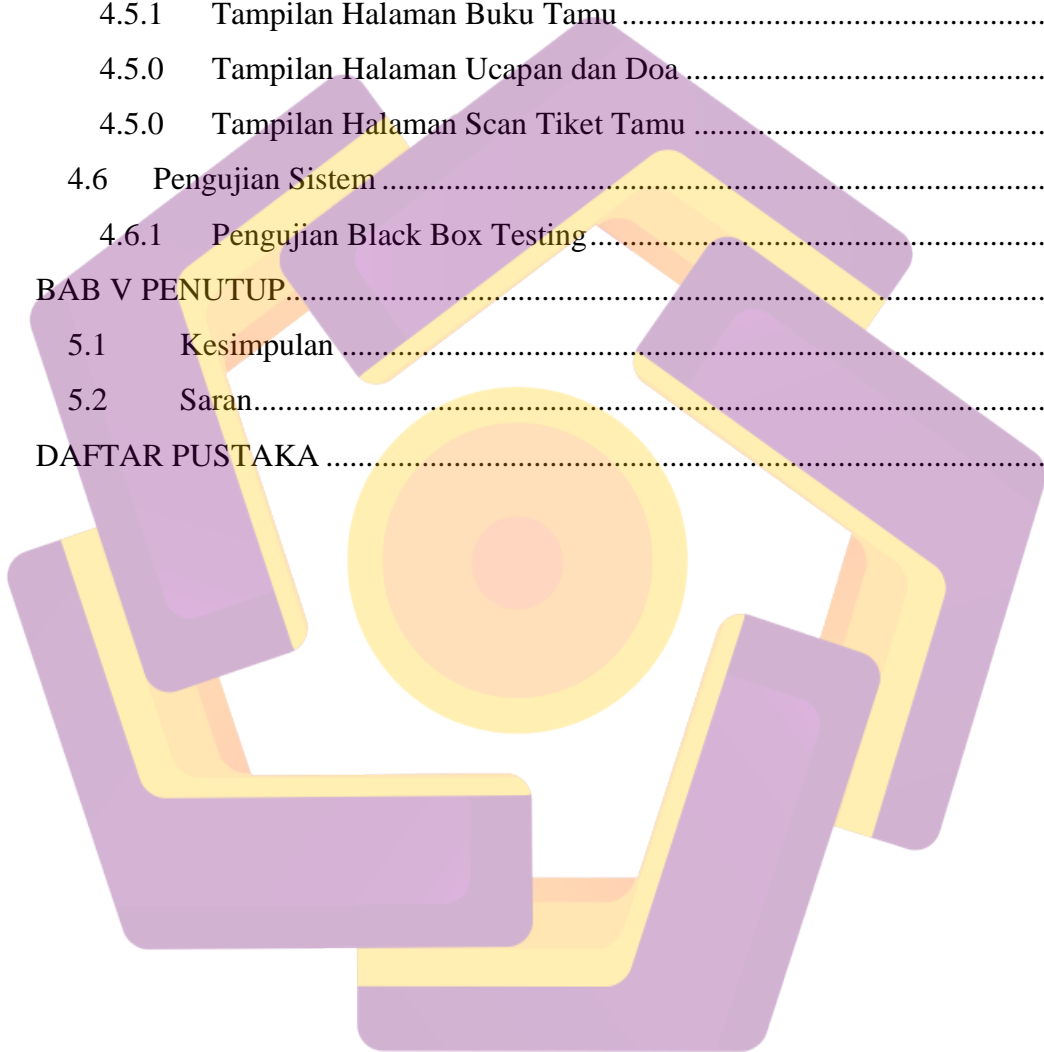 4.5.1 Tampilan Halaman Buku Tamu ........................................................
4.5.0 Tampilan Halaman Ucapan dan Doa ................................................
4.5.0 Tampilan Halaman Scan Tiket Tamu ...............................................
4.6 Pengujian Sistem ....................................................................................
4.6.1 Pengujian Black Box Testing ............................................................
BAB V PENUTUP ................................................................................................
5.1 Kesimpulan .........................................................................................
5.2 Saran ....................................................................................................
DAFTAR PUSTAKA ...........................................................................................